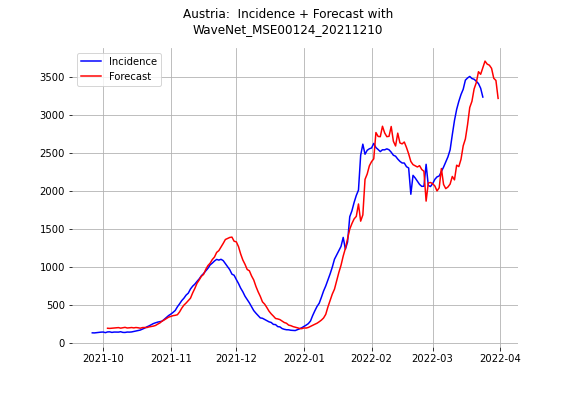 Austria:  Incidence + Forecast with
WaveNet_MSE00124_20211210
Incidence
Forecast
3500
3000
2500
2000
1500
1000
500
0
2021-10 2021-11 2021-12 2022-01 2022-02 2022-03 2022-04